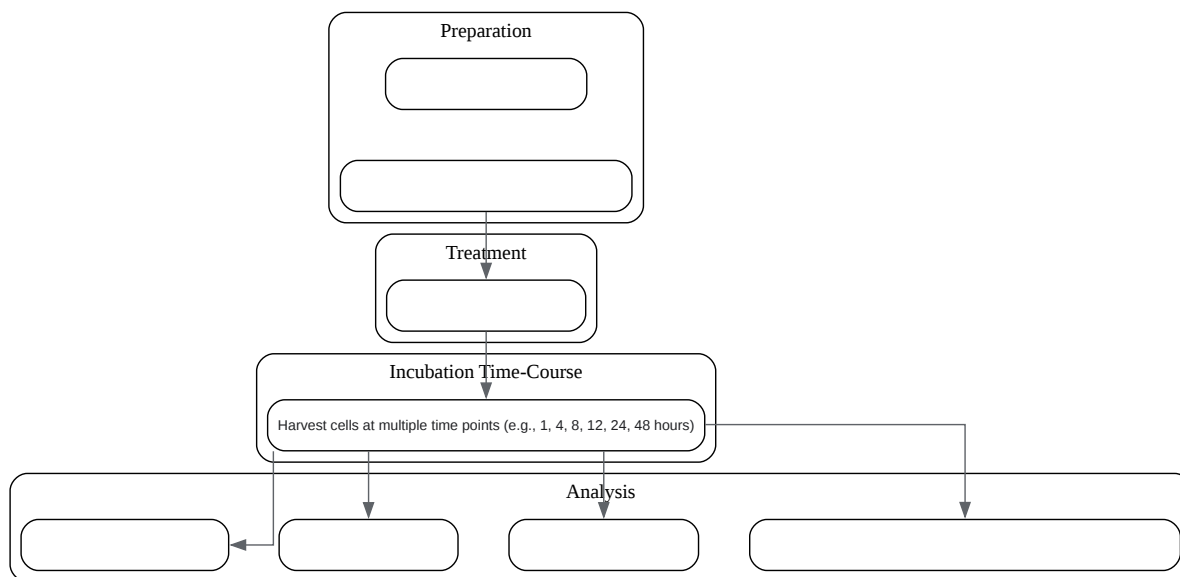 Preparation
Treatment
Incubation Time-Course
Harvest cells at multiple time points (e.g., 1, 4, 8, 12, 24, 48 hours)
Analysis